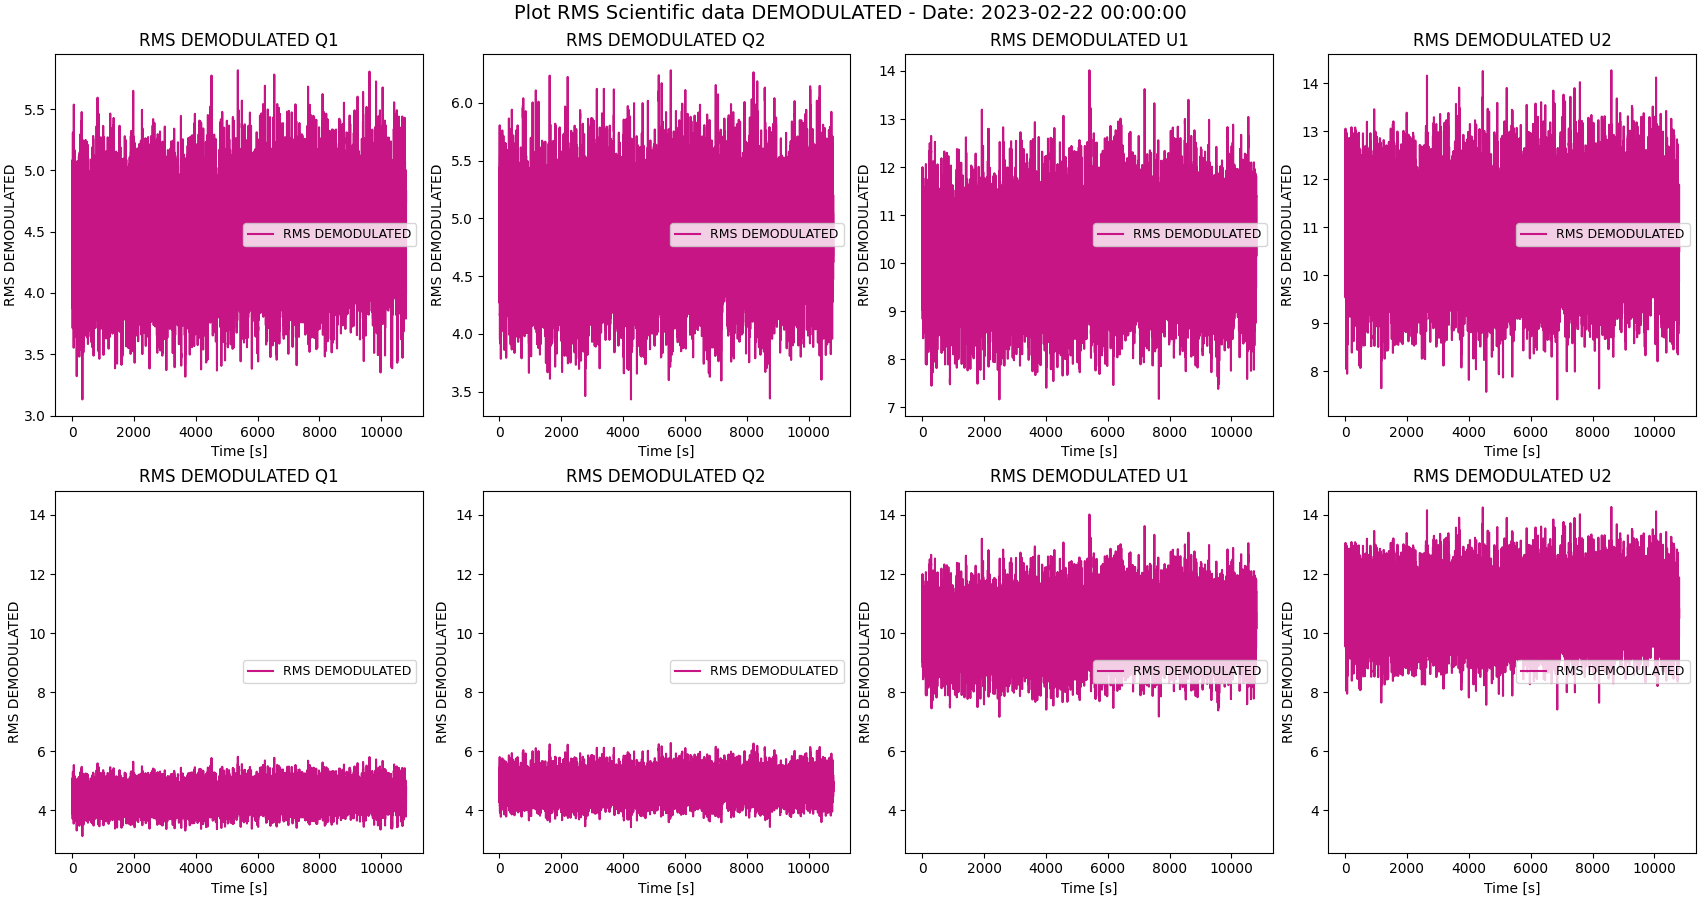 Plot RMS Scientific data DEMODULATED - Date: 2023-02-22 00:00:00
RMS DEMODULATED Q1
RMS DEMODULATED
5.5
5.0
4.5
4.0
3.5
3.0
RMS DEMODULATED
0 2000 4000 6000 8000 10000
Time [s]
RMS DEMODULATED Q2
RMS DEMODULATED
6.0
5.5
5.0
4.5
4.0
3.5
RMS DEMODULATED
0 2000 4000 6000 8000 10000
Time [s]
RMS DEMODULATED U1
RMS DEMODULATED
14
13
12
11
10
9
8
7
RMS DEMODULATED
0 2000 4000 6000 8000 10000
Time [s]
RMS DEMODULATED U2
RMS DEMODULATED
14
13
12
11
10
9
8
RMS DEMODULATED
0 2000 4000 6000 8000 10000
Time [s]
RMS DEMODULATED Q1
RMS DEMODULATED
14
12
10
8
6
4
RMS DEMODULATED
0 2000 4000 6000 8000 10000
Time [s]
RMS DEMODULATED Q2
RMS DEMODULATED
14
12
10
8
6
4
RMS DEMODULATED
0 2000 4000 6000 8000 10000
Time [s]
RMS DEMODULATED U1
RMS DEMODULATED
14
12
10
8
6
4
RMS DEMODULATED
0 2000 4000 6000 8000 10000
Time [s]
RMS DEMODULATED U2
RMS DEMODULATED
14
12
10
8
6
4
RMS DEMODULATED
0 2000 4000 6000 8000 10000
Time [s]